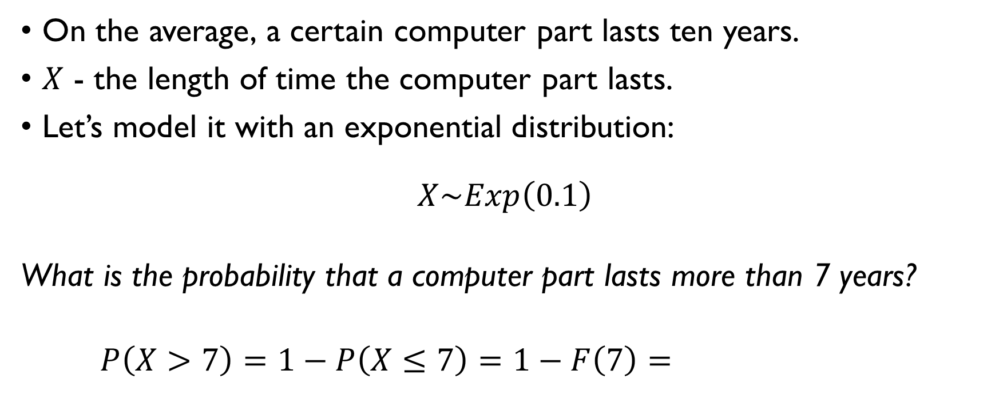 • On the average, a certain computer part lasts ten years.
• X - the length of time the computer part lasts.
• Let’s model it with an exponential distribution:
X~Exp(0.1)
What is the probability that a computer part lasts more than 7 years?
P(X > 7) = 1 − P(X ≤ 7) = 1 − F(7) =